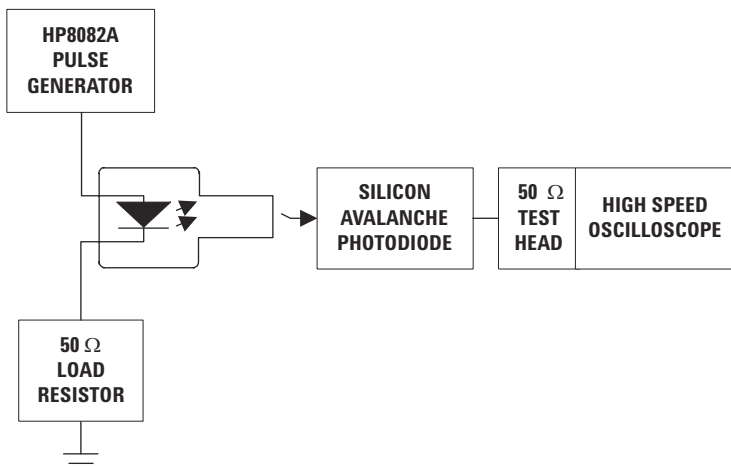 HP8082A
PULSE
GENERATOR
SILICON
AVALANCHE
PHOTODIODE
50 Ω
TEST
HEAD
HIGH SPEED
OSCILLOSCOPE
50 Ω
LOAD
RESISTOR